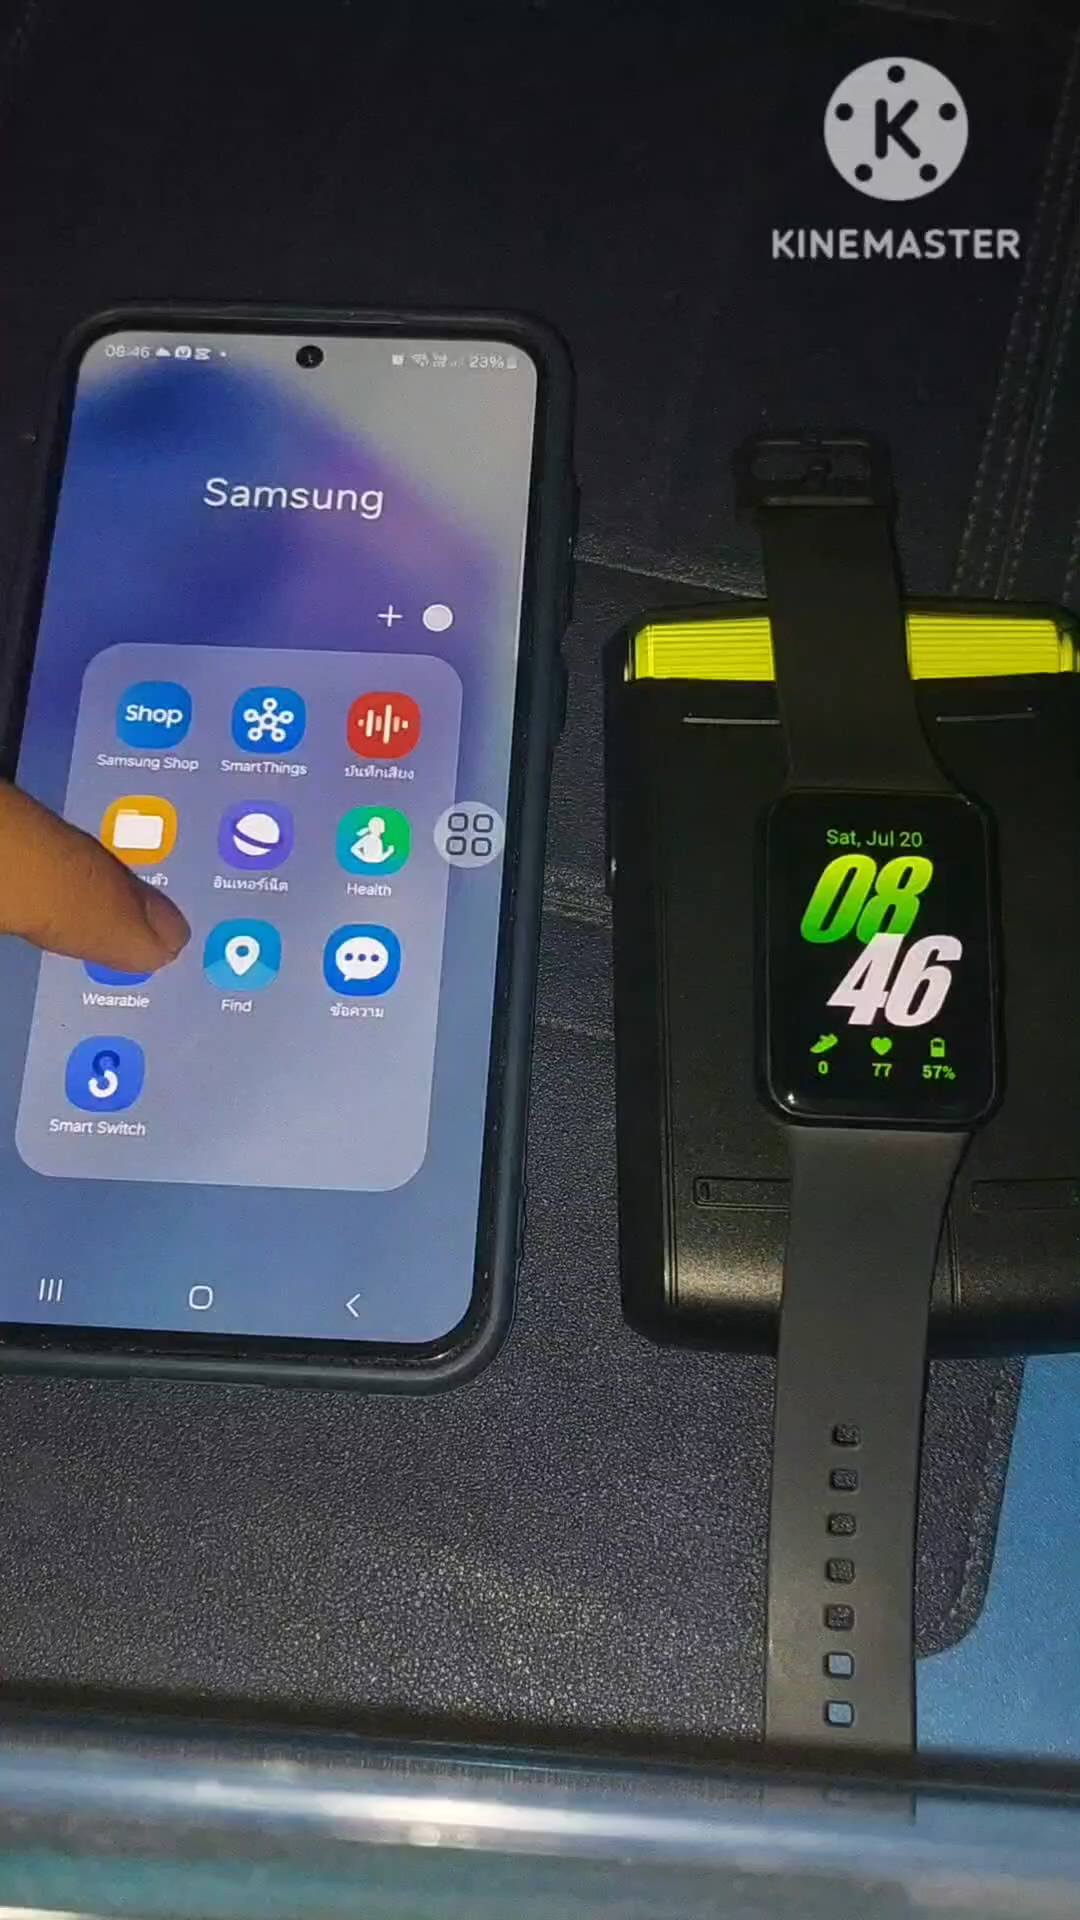 K
KINEMASTER
08:46
23%
Samsung
Shop
Samsung Shop
SmartThings
บันทึกเสียง
อินเทอร์เน็ต
Health
Wearable
Find
ข้อความ
Smart Switch
Sat, Jul 20
08
46
0
77
57%